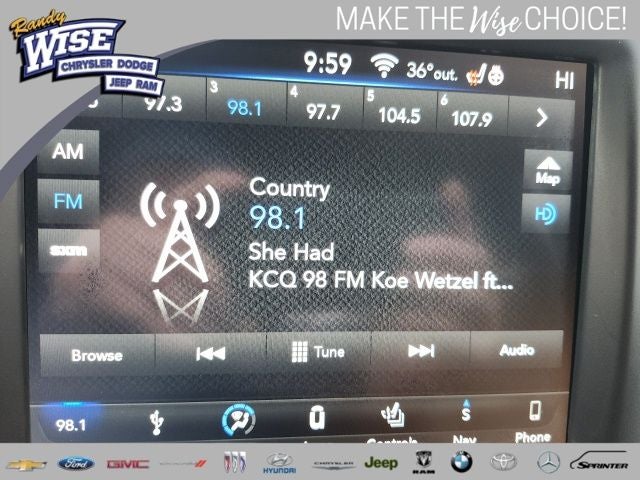 Randy
WISE
CHRYSLER DODGE
JEEP RAM
MAKE THE Wise CHOICE!
9:59 36° out. HI
97.3 3 98.1 4 97.7 5 104.5 6 107.9
AM
FM
sxm
Country
98.1
She Had
KCQ 98 FM Koe Wetzel ft...
Map
HD
Browse Tune Audio
98.1 Controls S Nav Phone
Ford GMC BUICK HYUNDAI CHRYSLER Jeep RAM SPRINTER